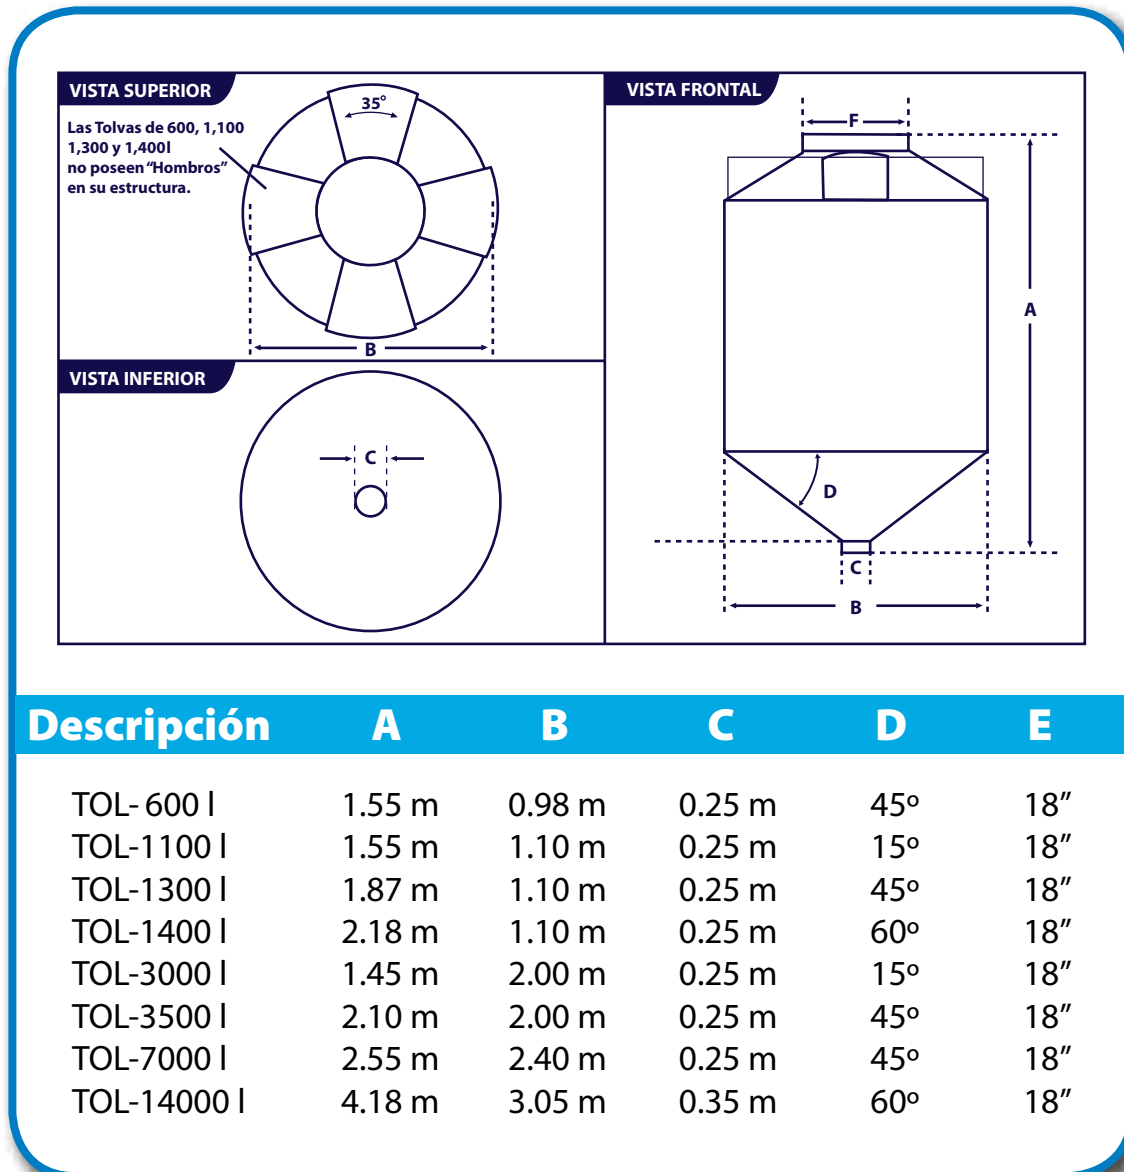 VISTA SUPERIOR
Las Tolvas de 600, 1,100
1,300 y 1,400l
no poseen “Hombros”
en su estructura.
35°
B
VISTA INFERIOR
C
VISTA FRONTAL
F
A
D
C
B
Descripción A B C D E
TOL- 600 l 1.55 m 0.98 m 0.25 m 45º 18”
TOL-1100 l 1.55 m 1.10 m 0.25 m 15º 18”
TOL-1300 l 1.87 m 1.10 m 0.25 m 45º 18”
TOL-1400 l 2.18 m 1.10 m 0.25 m 60º 18”
TOL-3000 l 1.45 m 2.00 m 0.25 m 15º 18”
TOL-3500 l 2.10 m 2.00 m 0.25 m 45º 18”
TOL-7000 l 2.55 m 2.40 m 0.25 m 45º 18”
TOL-14000 l 4.18 m 3.05 m 0.35 m 60º 18”